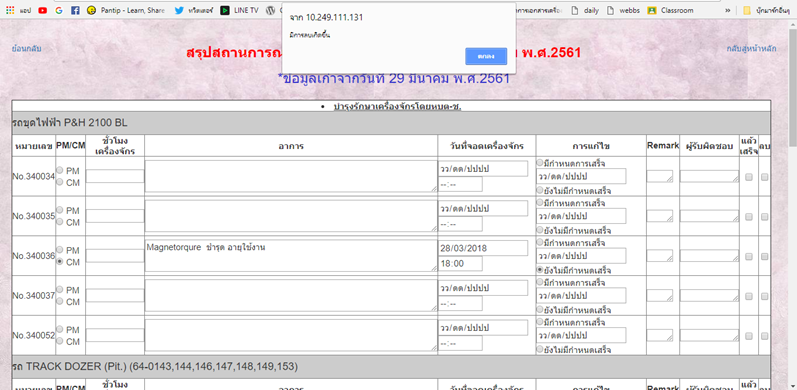 แอป Pantip - Learn, Share ทวิตเตอร์ LINE TV daily webbs Classroom » บุ๊กมาร์กอื่นๆ
จาก 10.249.111.131
มีการลบเกิดขึ้น
ตกลง
ย้อนกลับ กลับสู่หน้าหลัก
สรุปสถานการณ์ พ.ศ.2561
*ข้อมูลเก่าจากวันที่ 29 มีนาคม พ.ศ.2561
• บำรุงรักษาเครื่องจักรโดยหบต-ช.
รถขุดไฟฟ้า P&H 2100 BL
หมายเลข PM/CM ชั่วโมงเครื่องจักร อาการ วันที่จอดเครื่องจักร การแก้ไข Remark ผู้รับผิดชอบ แล้วเสร็จ ลบ
No.340034 PM CM วว/ดด/ปปปป --:-- มีกำหนดการเสร็จ วว/ดด/ปปปป ยังไม่มีกำหนดเสร็จ
No.340035 PM CM วว/ดด/ปปปป --:-- มีกำหนดการเสร็จ วว/ดด/ปปปป ยังไม่มีกำหนดเสร็จ
No.340036 PM CM Magnetorqure ชำรุด อายุใช้งาน 28/03/2018 18:00 มีกำหนดการเสร็จ วว/ดด/ปปปป ยังไม่มีกำหนดเสร็จ
No.340037 PM CM วว/ดด/ปปปป --:-- มีกำหนดการเสร็จ วว/ดด/ปปปป ยังไม่มีกำหนดเสร็จ
No.340052 PM CM วว/ดด/ปปปป --:-- มีกำหนดการเสร็จ วว/ดด/ปปปป ยังไม่มีกำหนดเสร็จ
รถ TRACK DOZER (Pit.) (64-0143,144,146,147,148,149,153)
หมายเลข PM/CM ชั่วโมง อาการ วันที่จอดเครื่องจักร การแก้ไข Remark ผู้รับผิดชอบ แล้ว ลบ